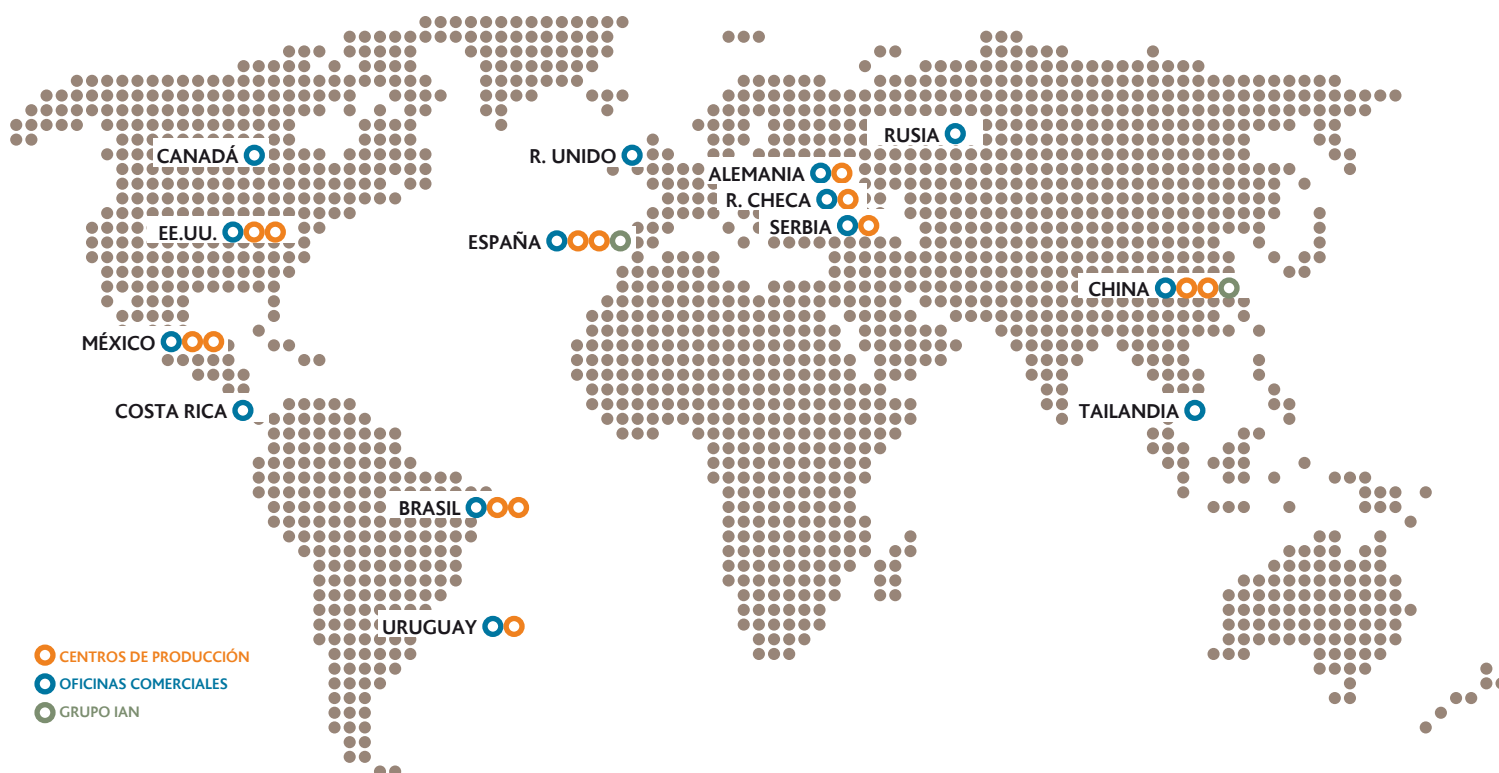 RUSIA
CANADÁ
R. UNIDO
ALEMANIA
R. CHECA
SERBIA
EE.UU.
ESPAÑA
CHINA
MÉXICO
COSTA RICA
TAILANDIA
BRASIL
URUGUAY
CENTROS DE PRODUCCIÓN
OFICINAS COMERCIALES
GRUPO IAN